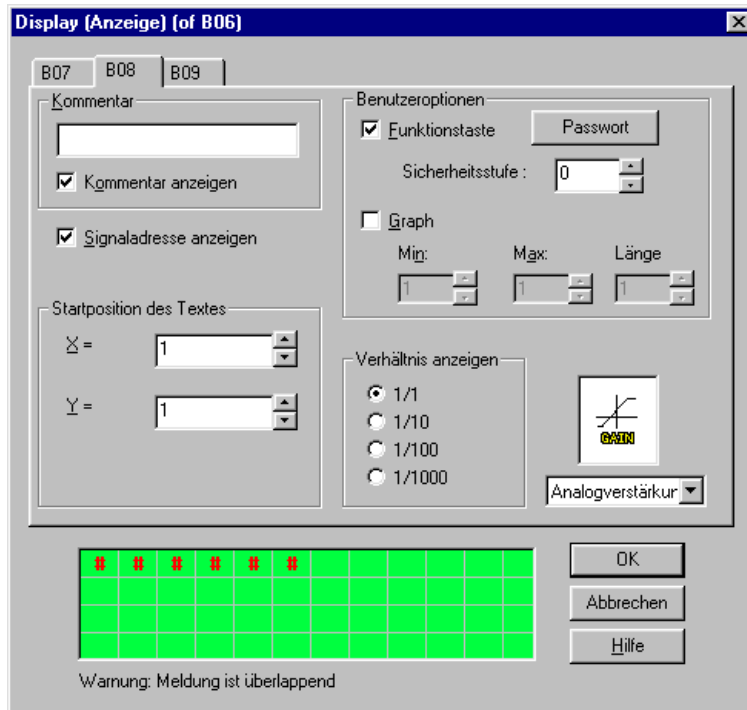 Display (Anzeige) (of B06)
B07 B08 B09
Kommentar
Kommentar anzeigen
Signaladresse anzeigen
Startposition des Textes
X = 1
Y = 1
Benutzeroptionen
Funktionstaste Passwort
Sicherheitsstufe : 0
Graph
Min: Max: Länge
1 1 1
Verhältnis anzeigen
1/1
1/10
1/100
1/1000
GAIN
Analogverstärkur
# # # # # #
OK
Abbrechen
Hilfe
Warnung: Meldung ist überlappend